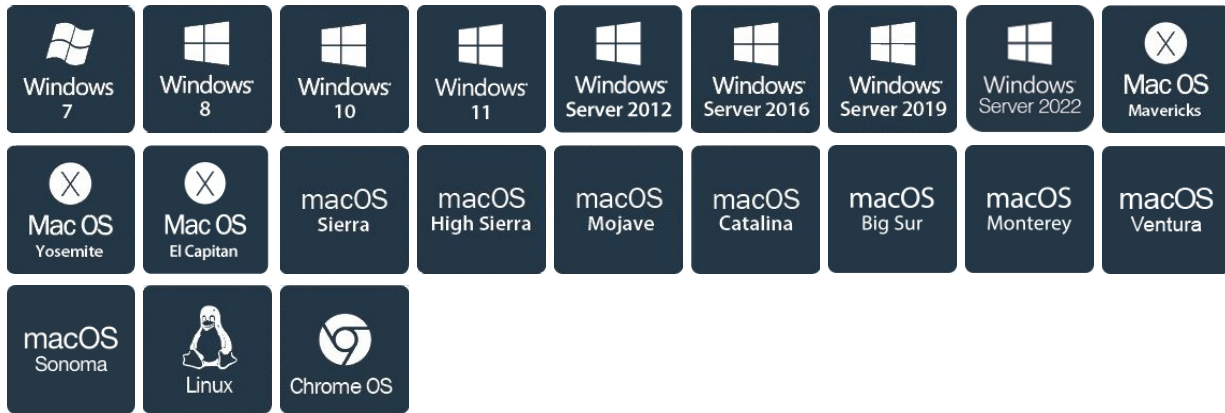 Windows
7
Windows
8
Windows
10
Windows
11
Windows
Server 2012
Windows
Server 2016
Windows
Server 2019
Windows
Server 2022
Mac OS
Mavericks
Mac OS
Yosemite
Mac OS
El Capitan
macOS
Sierra
macOS
High Sierra
macOS
Mojave
macOS
Catalina
macOS
Big Sur
macOS
Monterey
macOS
Ventura
macOS
Sonoma
Linux
Chrome OS